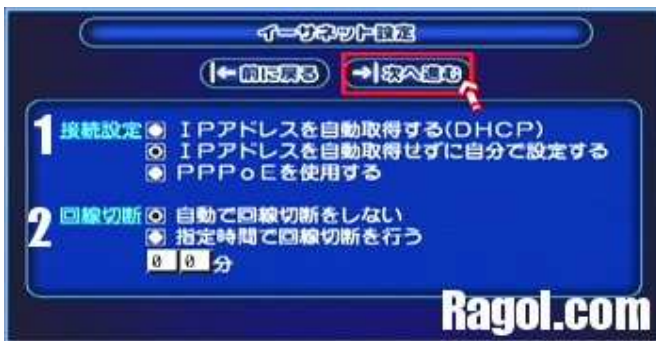 イーサネット設定
|←前に戻る →|次へ進む
1 接続設定 IPアドレスを自動取得する(DHCP)
IPアドレスを自動取得せずに自分で設定する
PPPoEを使用する
2 回線切断 自動で回線切断をしない
指定時間で回線切断を行う
0 0 分
Ragol.com